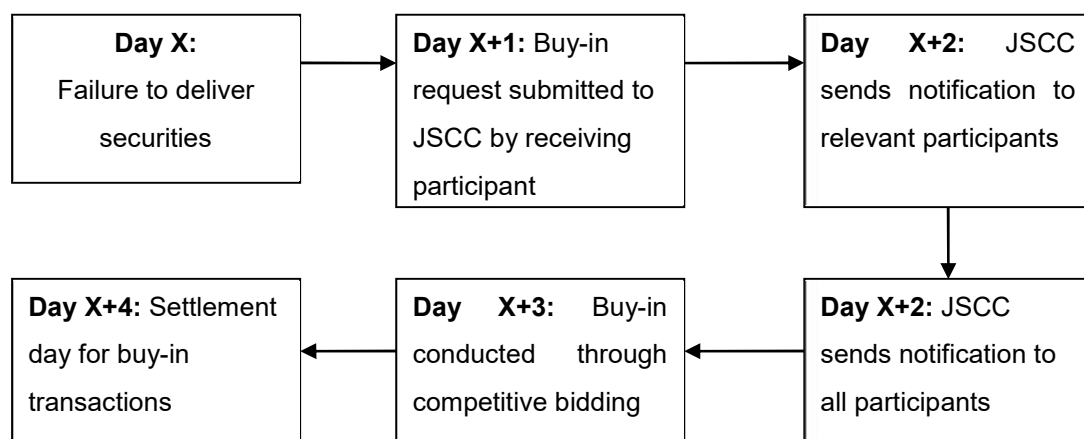 Day X:
Failure to deliver
securities
Day X+1: Buy-in
request submitted to
JSCC by receiving
participant
Day X+2: JSCC
sends notification to
relevant participants
Day X+2: JSCC
sends notification to
all participants
Day X+3: Buy-in
conducted through
competitive bidding
Day X+4: Settlement
day for buy-in
transactions